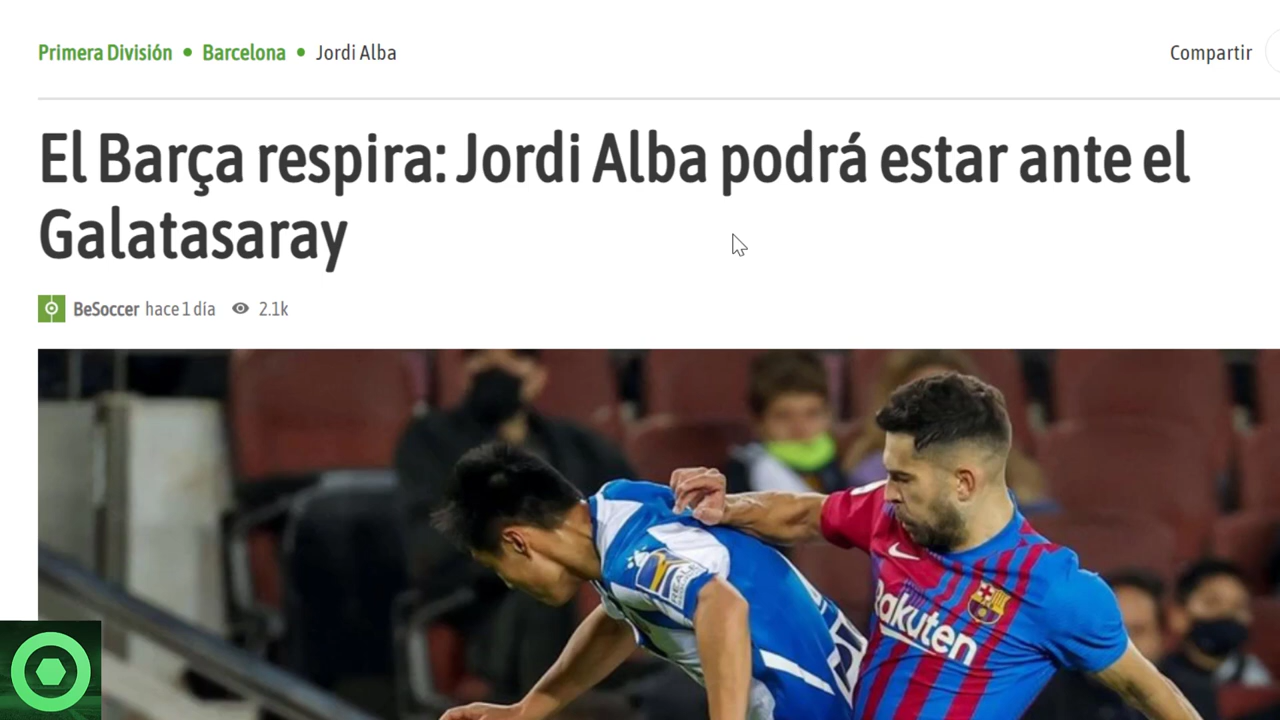 Primera División • Barcelona • Jordi Alba
Compartir
El Barça respira: Jordi Alba podrá estar ante el
Galatasaray
BeSoccer hace 1 día 2.1k
Rakuten